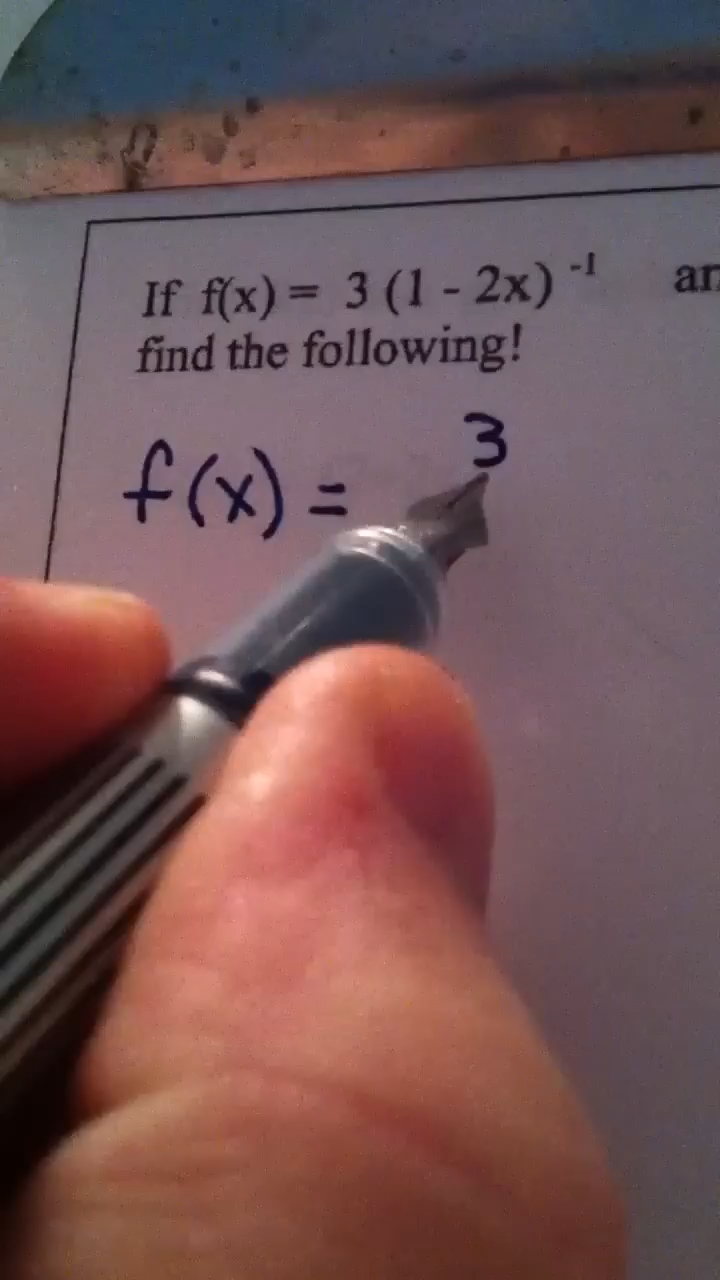 If f(x) = 3 (1 - 2x) ⁻¹
find the following!
f(x) = 3